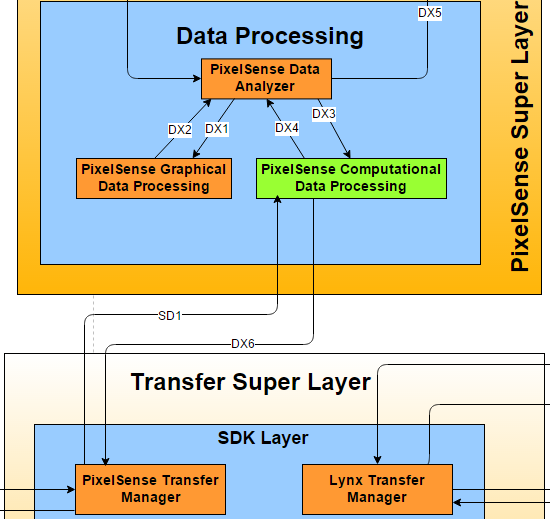 DX5
Data Processing
PixelSense Data
Analyzer
DX2
DX1
DX4
DX3
PixelSense Graphical
Data Processing
PixelSense Computational
Data Processing
PixelSense Super Layer
SD1
DX6
Transfer Super Layer
SDK Layer
PixelSense Transfer
Manager
Lynx Transfer
Manager